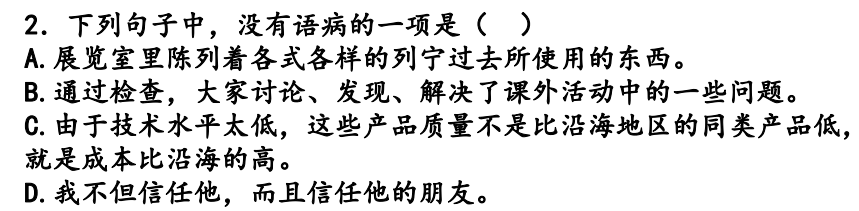 2. 下列句子中，没有语病的一项是（　）
A. 展览室里陈列着各式各样的列宁过去所使用的东西。
B. 通过检查，大家讨论、发现、解决了课外活动中的一些问题。
C. 由于技术水平太低，这些产品质量不是比沿海地区的同类产品低，
就是成本比沿海的高。
D. 我不但信任他，而且信任他的朋友。